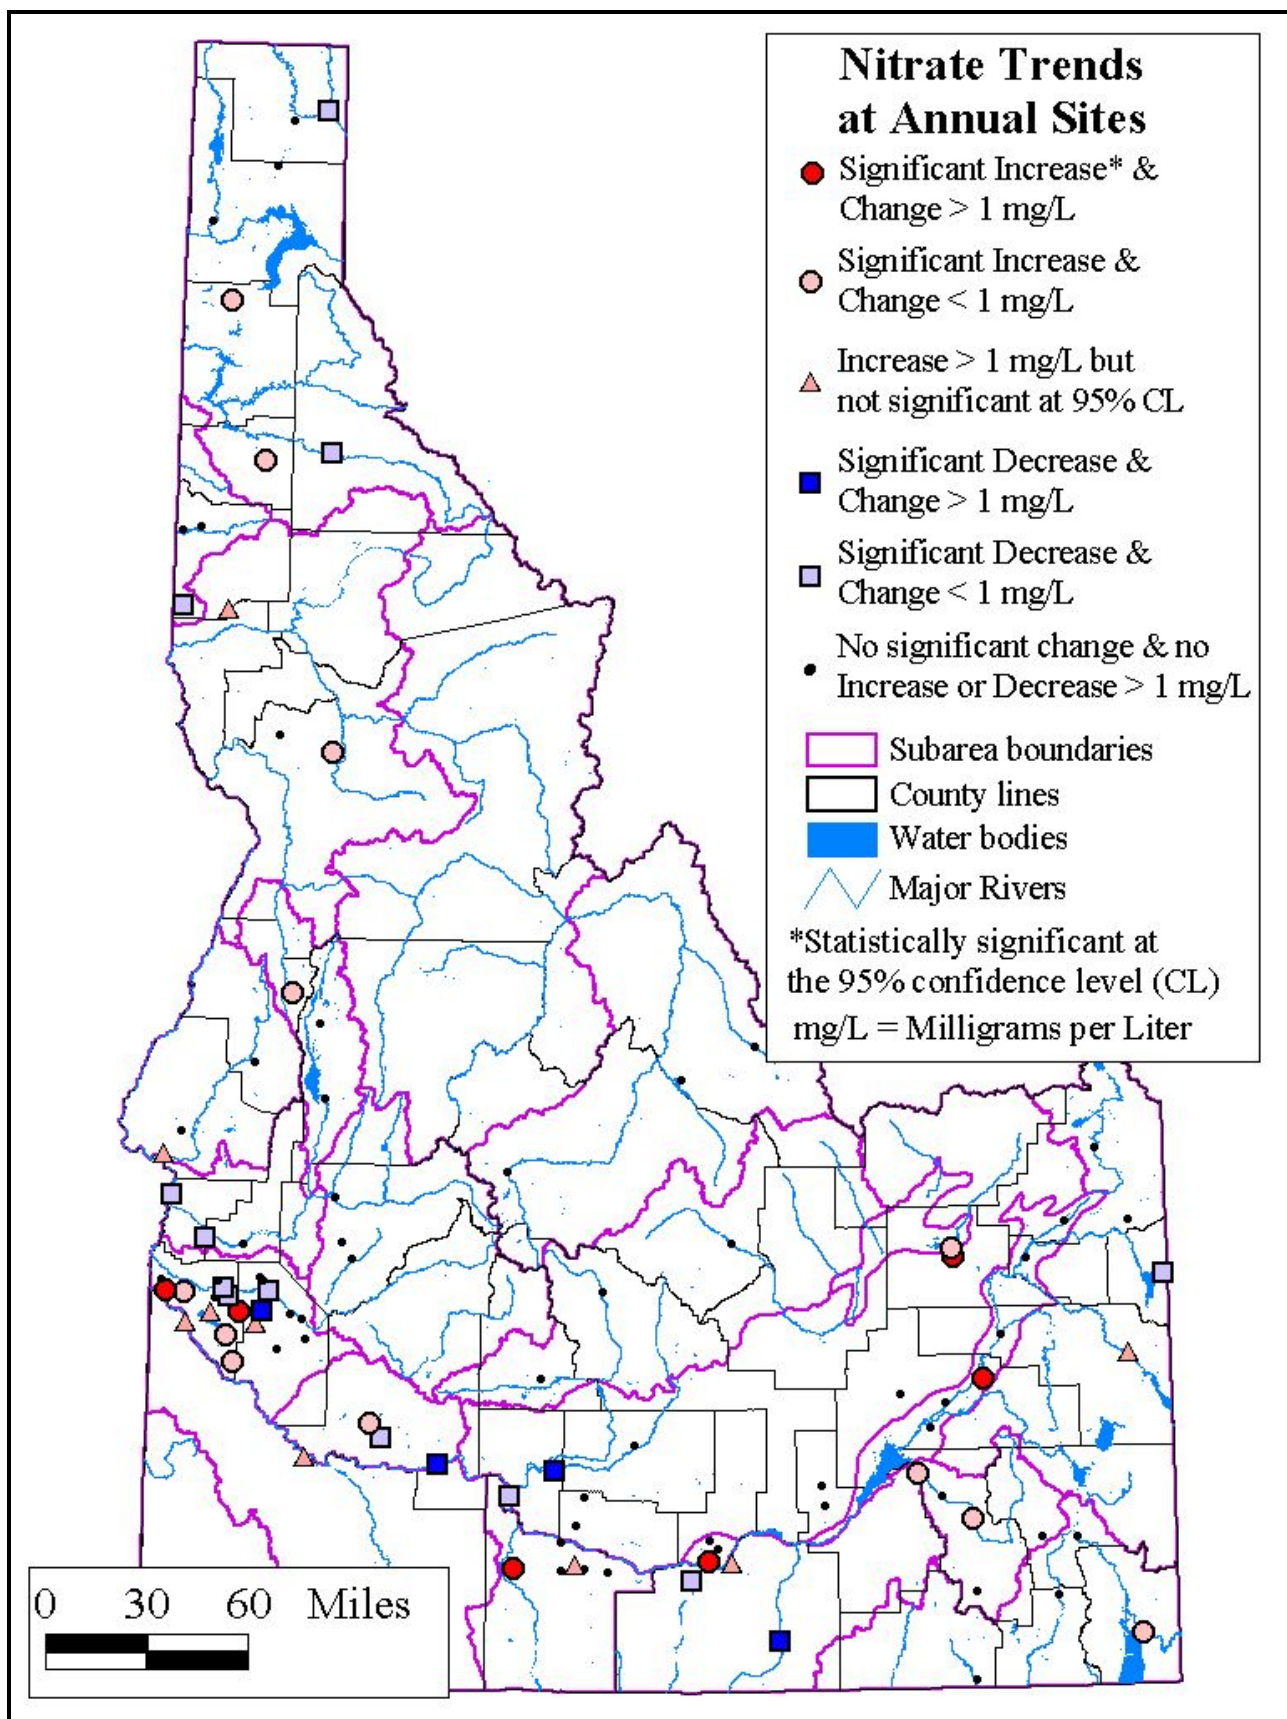 Nitrate Trends
at Annual Sites
Significant Increase* &
Change > 1 mg/L
Significant Increase &
Change < 1 mg/L
Increase > 1 mg/L but
not significant at 95% CL
Significant Decrease &
Change > 1 mg/L
Significant Decrease &
Change < 1 mg/L
No significant change & no
Increase or Decrease > 1 mg/L
Subarea boundaries
County lines
Water bodies
Major Rivers
*Statistically significant at
the 95% confidence level (CL)
mg/L = Milligrams per Liter
0 30 60 Miles